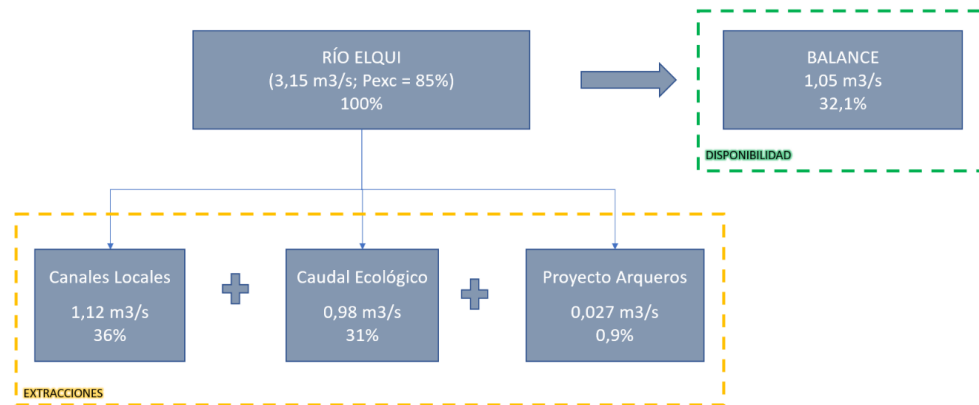 RÍO ELQUI
(3,15 m3/s; Pexc = 85%)
100%
BALANCE
1,05 m3/s
32,1%
DISPONIBILIDAD
Canales Locales
1,12 m3/s
36%
Caudal Ecológico
0,98 m3/s
31%
Proyecto Arqueros
0,027 m3/s
0,9%
EXTRACCIONES